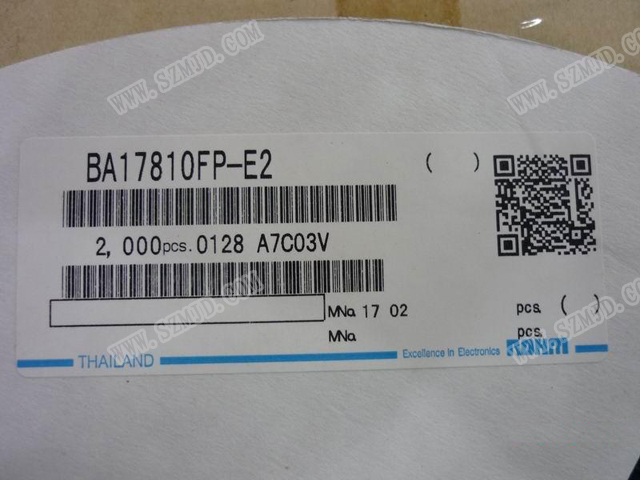 WWW.SZMJD.COM
WWW.SZMJD.COM
BA17810FP-E2 ( )
2,000pcs.0128 A7C03V
MNo. 17 02 pcs. ( )
MNo. pcs.
THAILAND Excellence in Electronics
WWW.SZMJD.COM
WWW.SZMJD.COM